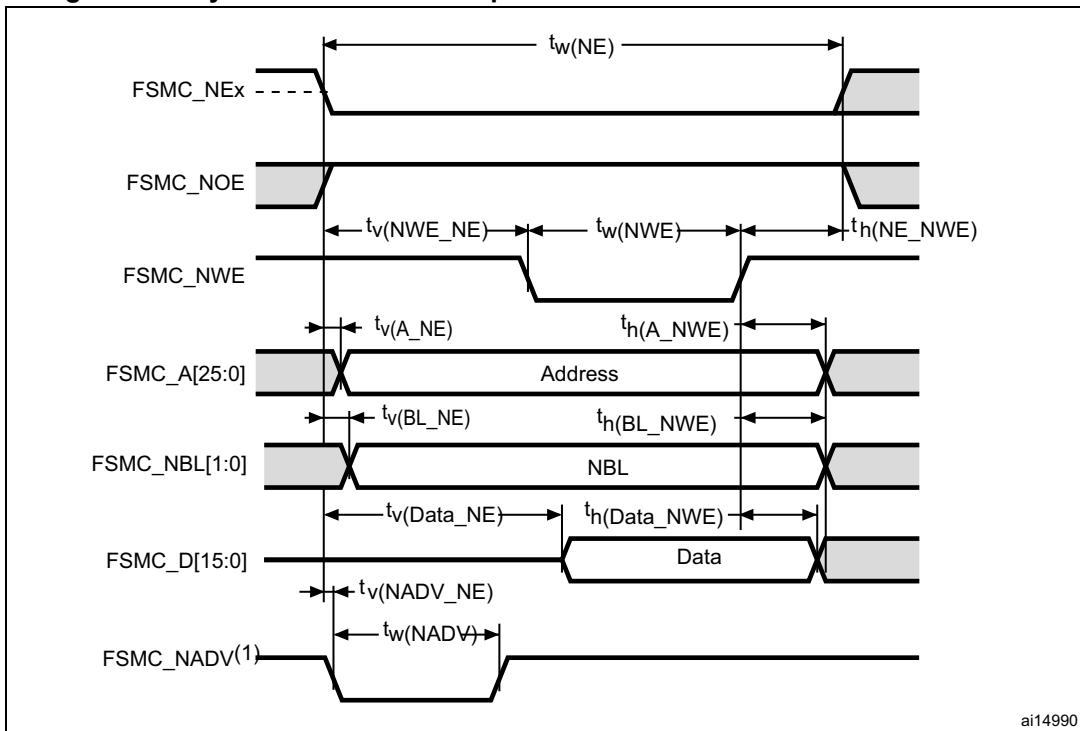 tw(NE)
FSMC_NEx
FSMC_NOE
tv(NWE_NE)
tw(NWE)
th(NE_NWE)
FSMC_NWE
tv(A_NE)
th(A_NWE)
FSMC_A[25:0]
Address
tv(BL_NE)
th(BL_NWE)
FSMC_NBL[1:0]
NBL
tv(Data_NE)
th(Data_NWE)
FSMC_D[15:0]
Data
tv(NADV_NE)
tw(NADV)
FSMC_NADV(1)
ai14990